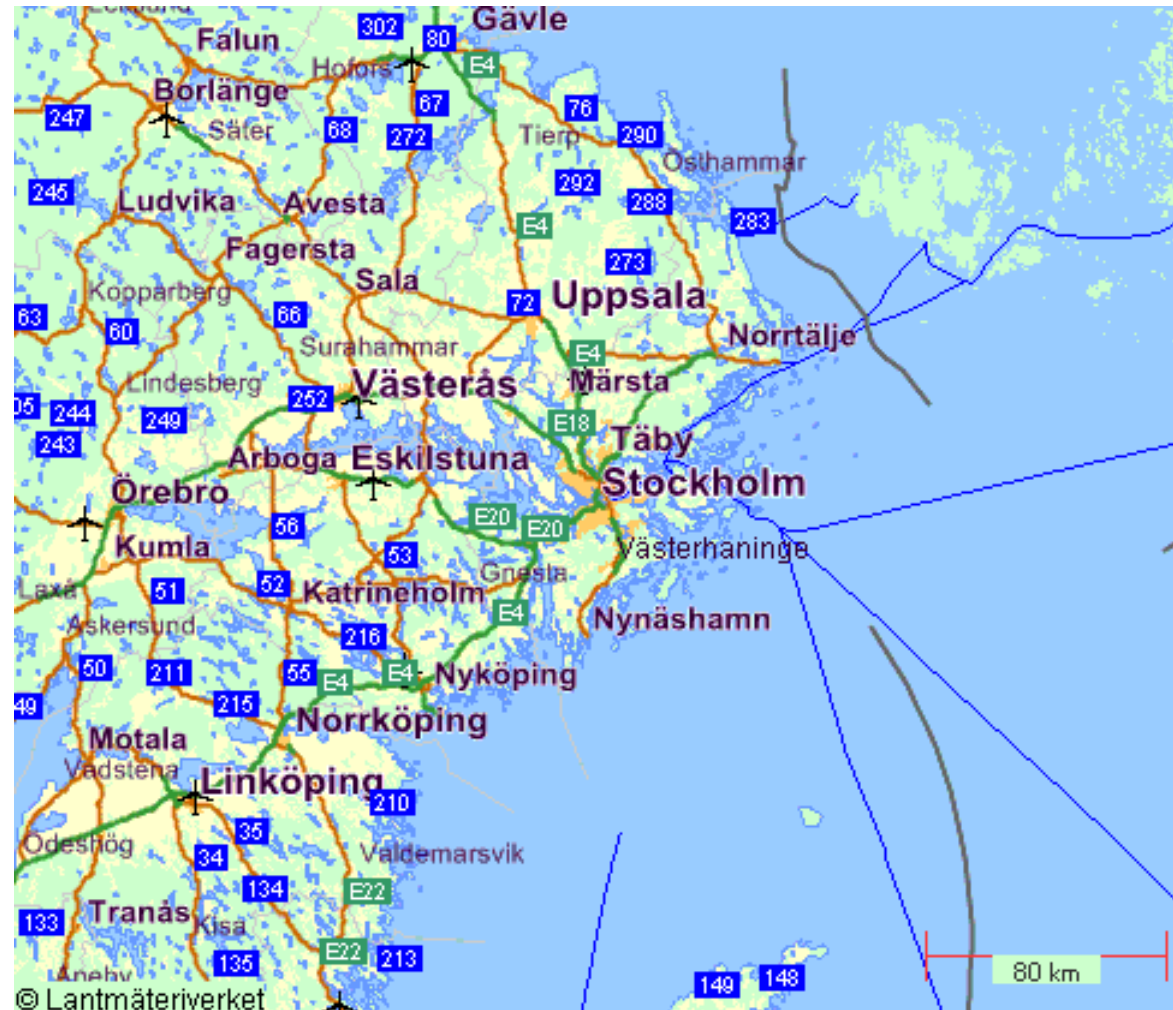 Gävle
302
80
Falun
Hofors
E4
Borlänge
67
76
247
Säter
68
272
Tierp
290
Östhammar
292
245
Ludvika
Avesta
288
283
E4
Fagersta
273
Sala
Kopparberg
72
Uppsala
63
60
66
Norrtälje
Surahammar
E4
Lindesberg
Västerås
Märsta
252
244
249
E18
243
Täby
Arboga
Eskilstuna
Örebro
Stockholm
56
E20
E20
Kumla
53
Västerhaninge
Gnesta
Laxå
51
52
Katrineholm
E4
Askersund
216
Nynäshamn
50
211
55
E4
E4
Nyköping
49
215
Norrköping
Motala
Vadstena
Linköping
210
35
Ödeshög
34
Valdemarsvik
134
E22
Tranås
133
Kisa
E22
213
135
Aneby
149
148
80 km
© Lantmäteriverket